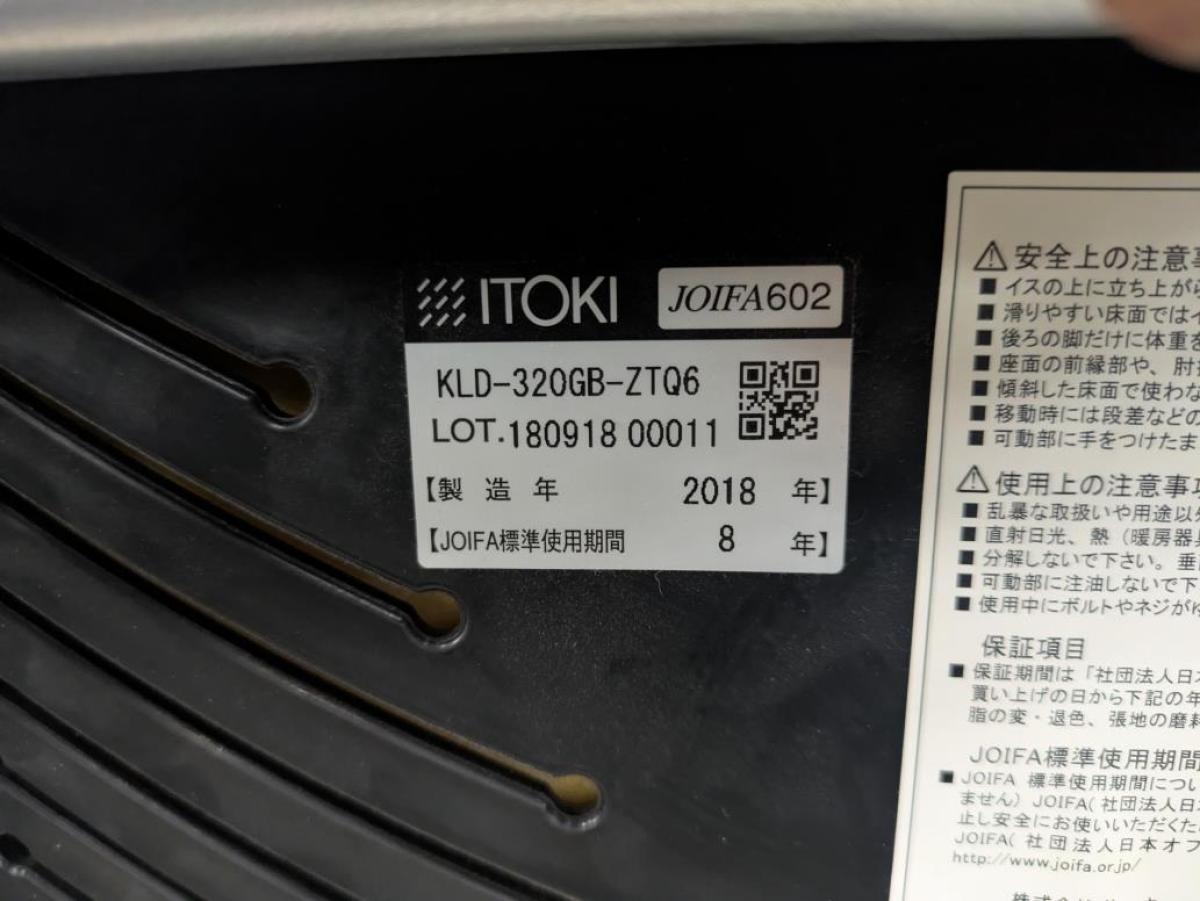 ITOKI JOIFA602
KLD-320GB-ZTQ6
LOT.180918 00011
【製造年 2018 年】
【JOIFA標準使用期間 8 年】
⚠安全上の注意事
■イスの上に立ち上が
■滑りやすい床面では
■後ろの脚だけに体重を
■座面の前縁部や、肘
■傾斜した床面で使わな
■移動時には段差などの
■可動部に手をつけたま
⚠使用上の注意事
■乱暴な取扱いや用途以外
■直射日光、熱（暖房器
■分解しないで下さい。垂
■可動部に注油しないで下
■使用中にボルトやネジが
保証項目
■保証期間は「社団法人日
買い上げの日から下記の年
脂の変・退色、張地の磨
JOIFA標準使用期間
■JOIFA 標準使用期間につい
ません）JOIFA(社団法人日
止し安全にお使いいただくた
JOIFA(社団法人日本オフ
http://www.joifa.or.jp/